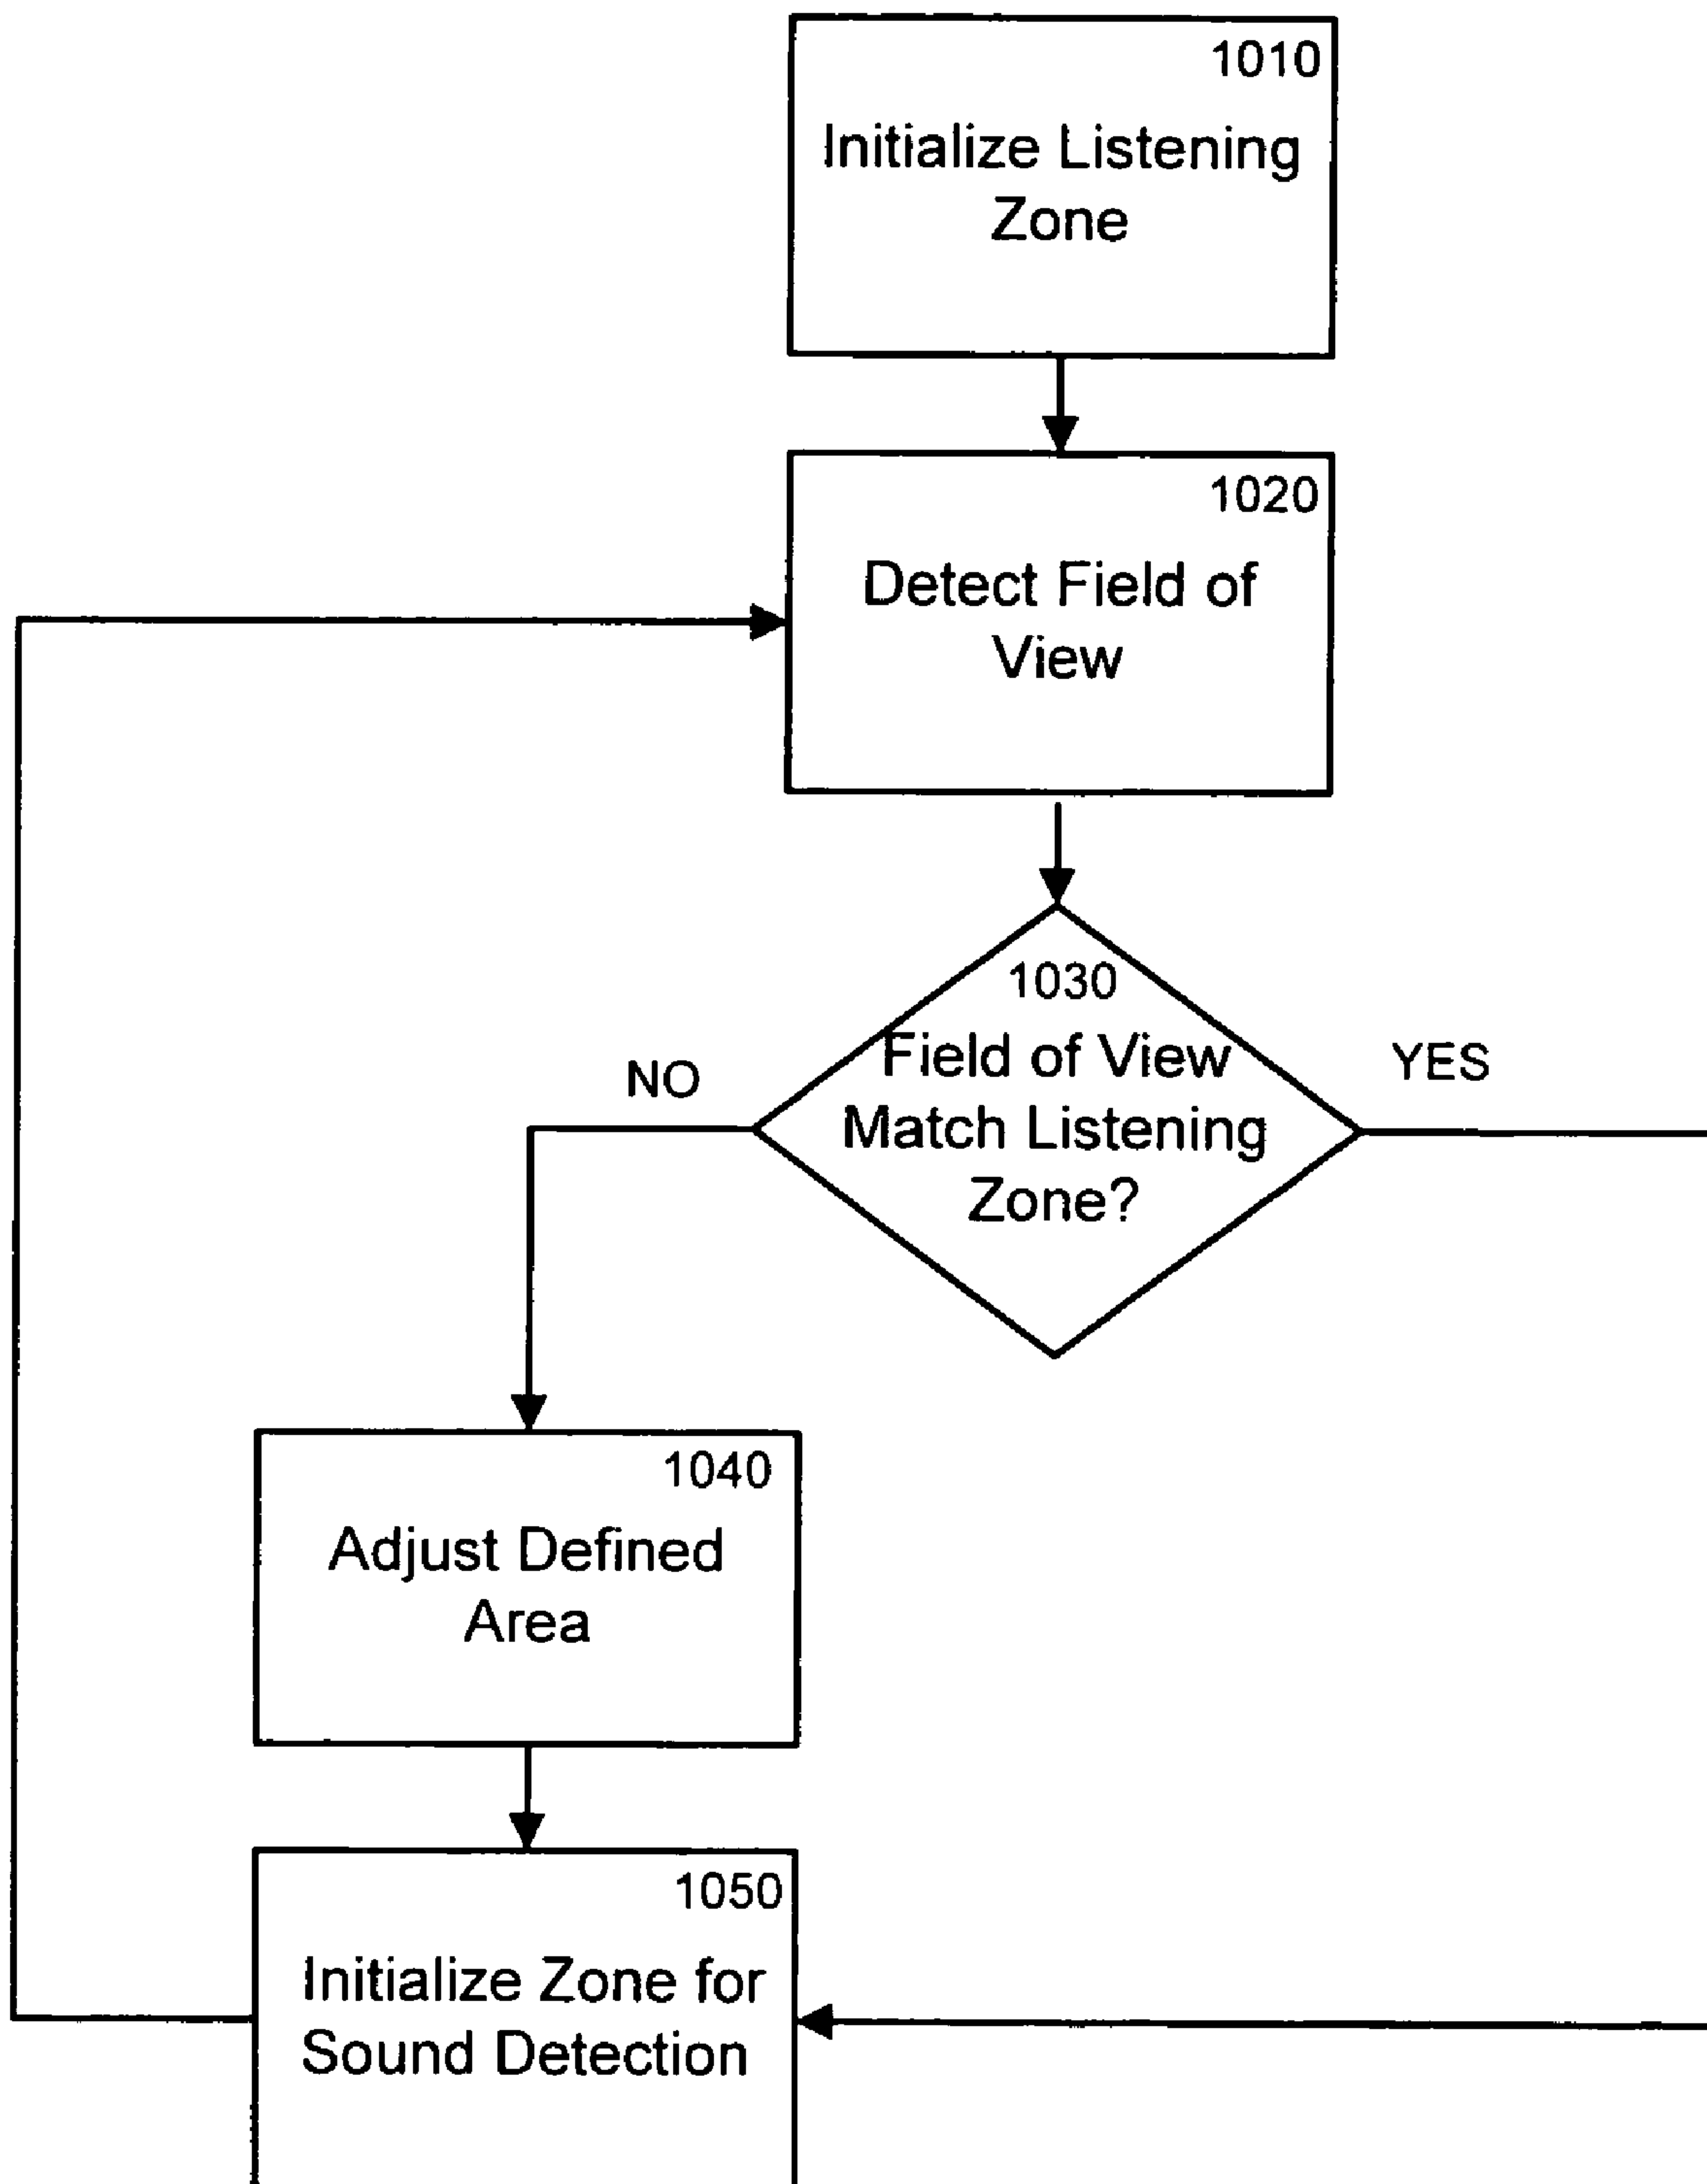 1010
Initialize Listening
Zone
1020
Detect Field of
View
1030
Field of View
Match Listening
Zone?
NO
YES
1040
Adjust Defined
Area
1050
Initialize Zone for
Sound Detection